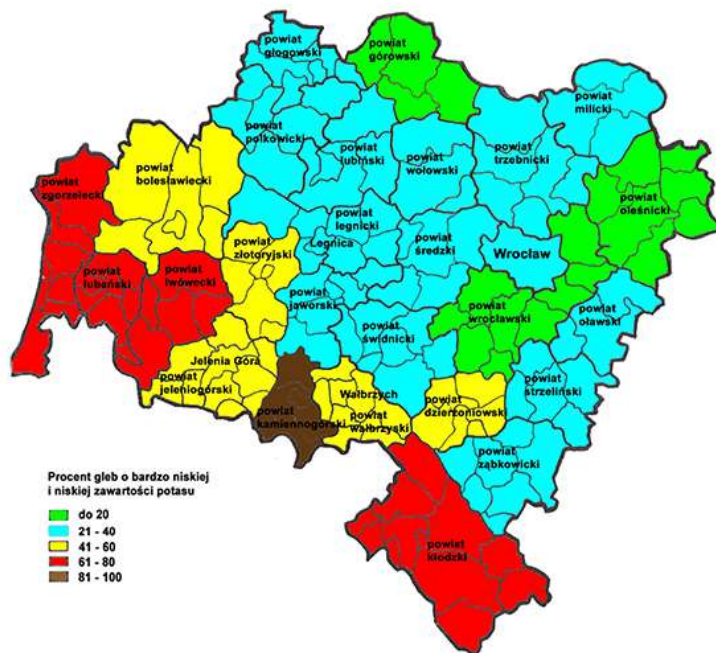 powiat
głogowski
powiat
górowski
powiat
milicki
powiat
polkowicki
powiat
lubiński
powiat
wołowski
powiat
trzebnicki
powiat
bolesławiecki
powiat
zgorzelecki
powiat
oleśnicki
powiat
legnicki
Legnica
powiat
złotoryjski
powiat
średzki
Wrocław
powiat
lubański
powiat
lwówecki
powiat
jaworski
powiat
wrocławski
powiat
oławski
powiat
świdnicki
Jelenia Góra
powiat
jeleniogórski
Wałbrzych
powiat
wałbrzyski
powiat
kamiennogórski
powiat
dzierżoniowski
powiat
strzeliński
powiat
ząbkowicki
powiat
kłodzki
Procent gleb o bardzo niskiej
i niskiej zawartości potasu
do 20
21 - 40
41 - 60
61 - 80
81 - 100